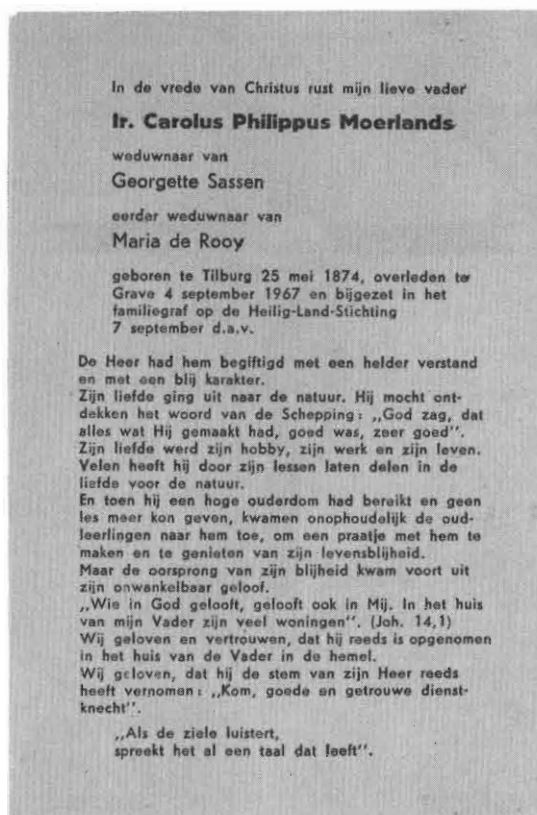 In de vrede van Christus rust mijn lieve vader
Ir. Carolus Philippus Moerlands
weduwnaar van
Georgette Sassen
eerder weduwnaar van
Maria de Rooy
geboren te Tilburg 25 mei 1874, overleden te
Grave 4 september 1967 en bijgezet in het
familiegraf op de Heilig-Land-Stichting
7 september d.a.v.
De Heer had hem begiftigd met een helder verstand
en met een blij karakter.
Zijn liefde ging uit naar de natuur. Hij mocht ont-
dekken het woord van de Schepping: „God zag, dat
alles wat Hij gemaakt had, goed was, zeer goed".
Zijn liefde werd zijn hobby, zijn werk en zijn leven.
Velen heeft hij door zijn lessen laten delen in de
liefde voor de natuur.
En toen hij een hoge ouderdom had bereikt en geen
les meer kon geven, kwamen onophoudelijk de oud-
leerlingen naar hem toe, om een praatje met hem te
maken en te genieten van zijn levensblijheid.
Maar de oorsprong van zijn blijheid kwam voort uit
zijn onwankelbaar geloof.
„Wie in God gelooft, gelooft ook in Mij. In het huis
van mijn Vader zijn veel woningen". (Joh. 14,1)
Wij geloven en vertrouwen, dat hij reeds is opgenomen
in het huis van de Vader in de hemel.
Wij geloven, dat hij de stem van zijn Heer reeds
heeft vernomen: „Kom, goede en getrouwe dienst-
knecht".
„Als de ziele luistert,
spreekt het al een taal dat leeft".